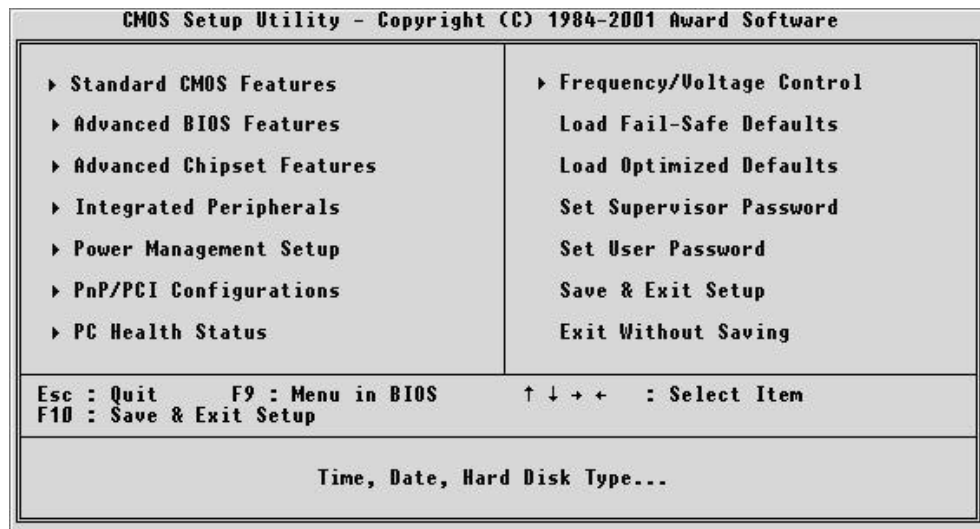 CMOS Setup Utility - Copyright (C) 1984-2001 Award Software
▸ Standard CMOS Features
▸ Advanced BIOS Features
▸ Advanced Chipset Features
▸ Integrated Peripherals
▸ Power Management Setup
▸ PnP/PCI Configurations
▸ PC Health Status
▸ Frequency/Voltage Control
Load Fail-Safe Defaults
Load Optimized Defaults
Set Supervisor Password
Set User Password
Save & Exit Setup
Exit Without Saving
Esc : Quit F9 : Menu in BIOS ↑ ↓ → ← : Select Item
F10 : Save & Exit Setup
Time, Date, Hard Disk Type...